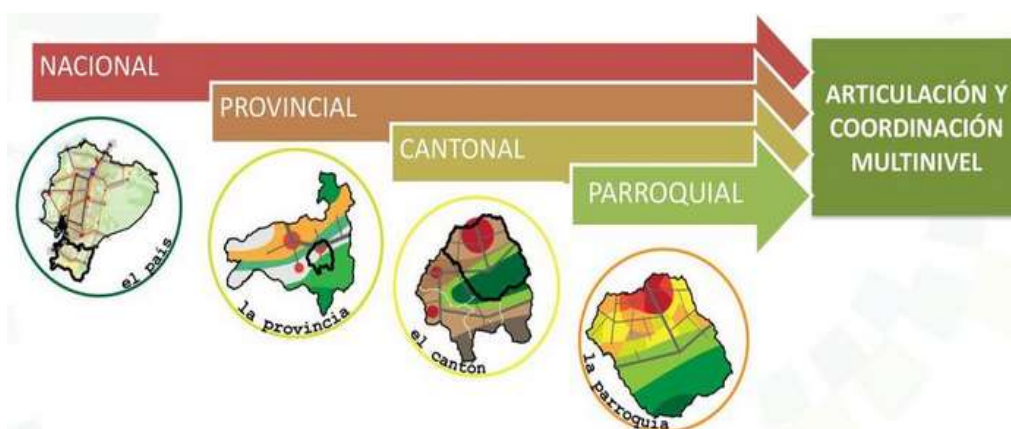 NACIONAL
PROVINCIAL
CANTONAL
PARROQUIAL
ARTICULACIÓN Y
COORDINACIÓN
MULTINIVEL
el país
la provincia
el cantón
la parroquia